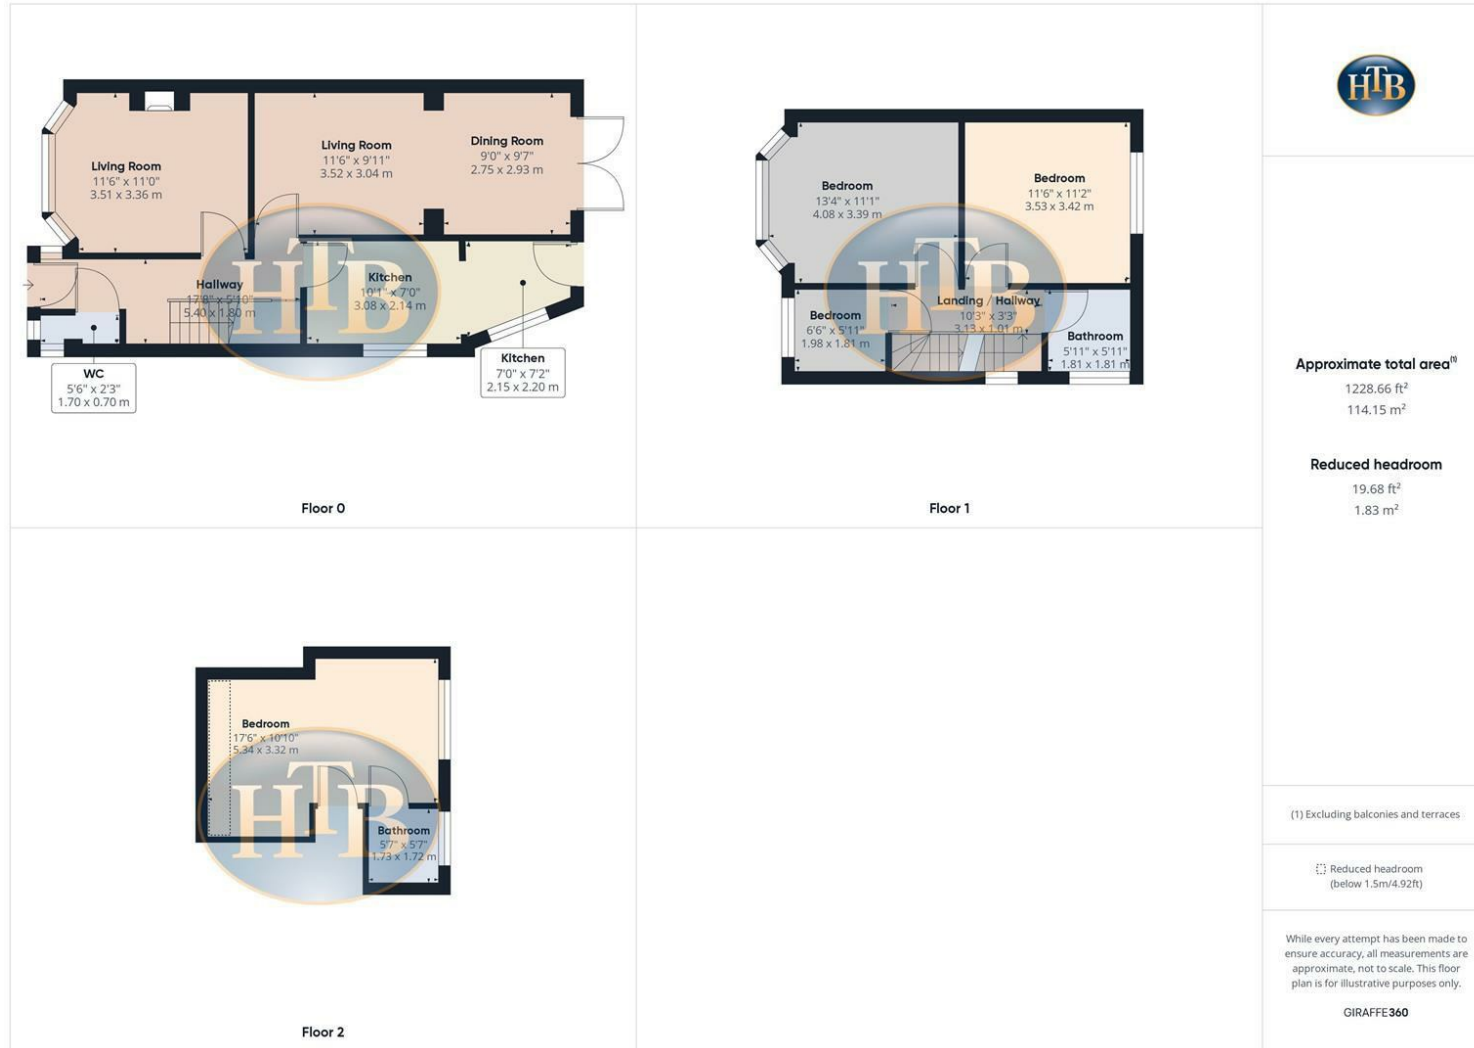 Living Room
11'6" x 11'0"
3.51 x 3.36 m
Living Room
11'6" x 9'11"
3.52 x 3.04 m
Dining Room
9'0" x 9'7"
2.75 x 2.93 m
Hallway
17'8" x 5'10"
5.40 x 1.80 m
Kitchen
10'1" x 7'0"
3.08 x 2.14 m
WC
5'6" x 2'3"
1.70 x 0.70 m
Kitchen
7'0" x 7'2"
2.15 x 2.20 m
HTB
Floor 0
Bedroom
13'4" x 11'1"
4.08 x 3.39 m
Bedroom
11'6" x 11'2"
3.53 x 3.42 m
Bedroom
6'6" x 5'11"
1.98 x 1.81 m
Landing / Hallway
10'3" x 3'3"
3.13 x 1.01 m
Bathroom
5'11" x 5'11"
1.81 x 1.81 m
HTB
Floor 1
Bedroom
17'6" x 10'10"
5.34 x 3.32 m
Bathroom
5'7" x 5'7"
1.73 x 1.72 m
HTB
Floor 2
HTB
Approximate total area(1)
1228.66 ft²
114.15 m²
Reduced headroom
19.68 ft²
1.83 m²
(1) Excluding balconies and terraces
Reduced headroom
(below 1.5m/4.92ft)
While every attempt has been made to
ensure accuracy, all measurements are
approximate, not to scale. This floor
plan is for illustrative purposes only.
GIRAFFE360